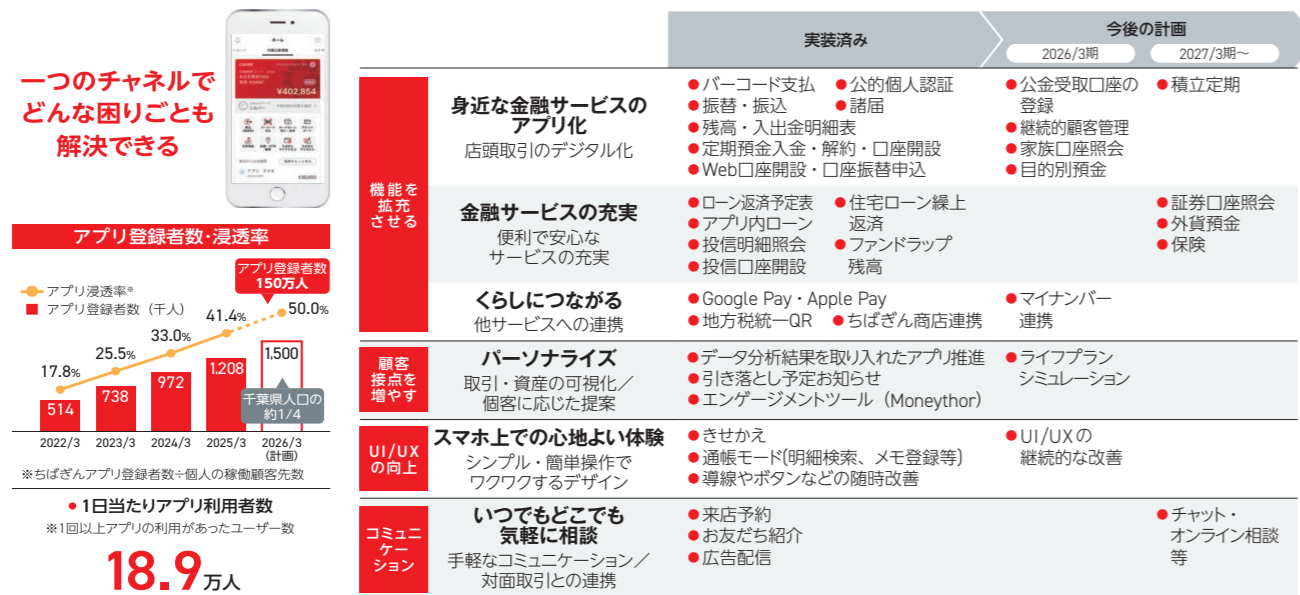 一つのチャネルで
どんな困りごとも
解決できる
ホーム
¥402,854
アプリ登録者数・浸透率
アプリ登録者数
150万人
アプリ浸透率※
アプリ登録者数（千人）
17.8%
25.5%
33.0%
41.4%
50.0%
514
738
972
1,208
1,500
千葉県人口の
約1/4
2022/3 2023/3 2024/3 2025/3 2026/3
（計画）
※ちばぎんアプリ登録者数÷個人の稼働顧客先数
● 1日当たりアプリ利用者数
※1回以上アプリの利用があったユーザー数
18.9万人
実装済み
今後の計画
2026/3期 2027/3期～
機能を
拡充
させる
身近な金融サービスの
アプリ化
店頭取引のデジタル化
●バーコード支払 ●公的個人認証
●振替・振込 ●諸届
●残高・入出金明細表
●定期預金入金・解約・口座開設
●Web口座開設・口座振替申込
●公金受取口座の
登録
●継続的顧客管理
●家族口座照会
●目的別預金
●積立定期
金融サービスの充実
便利で安心な
サービスの充実
●ローン返済予定表
●アプリ内ローン
●投信明細照会
●投信口座開設
●住宅ローン繰上
返済
●ファンドラップ
残高
●証券口座照会
●外貨預金
●保険
くらしにつながる
他サービスへの連携
●Google Pay・Apple Pay
●地方税統一QR ●ちばぎん商店連携
●マイナンバー
連携
顧客
接点を
増やす
パーソナライズ
取引・資産の可視化／
個客に応じた提案
●データ分析結果を取り入れたアプリ推進
●引き落とし予定お知らせ
●エンゲージメントツール（Moneythor）
●ライフプラン
シミュレーション
UI/UX
の向上
スマホ上での心地よい体験
シンプル・簡単操作で
ワクワクするデザイン
●きせかえ
●通帳モード(明細検索、メモ登録等)
●導線やボタンなどの随時改善
●UI/UXの
継続的な改善
コミュニ
ケー
ション
いつでもどこでも
気軽に相談
手軽なコミュニケーション／
対面取引との連携
●来店予約
●お友だち紹介
●広告配信
●チャット・
オンライン相談
等